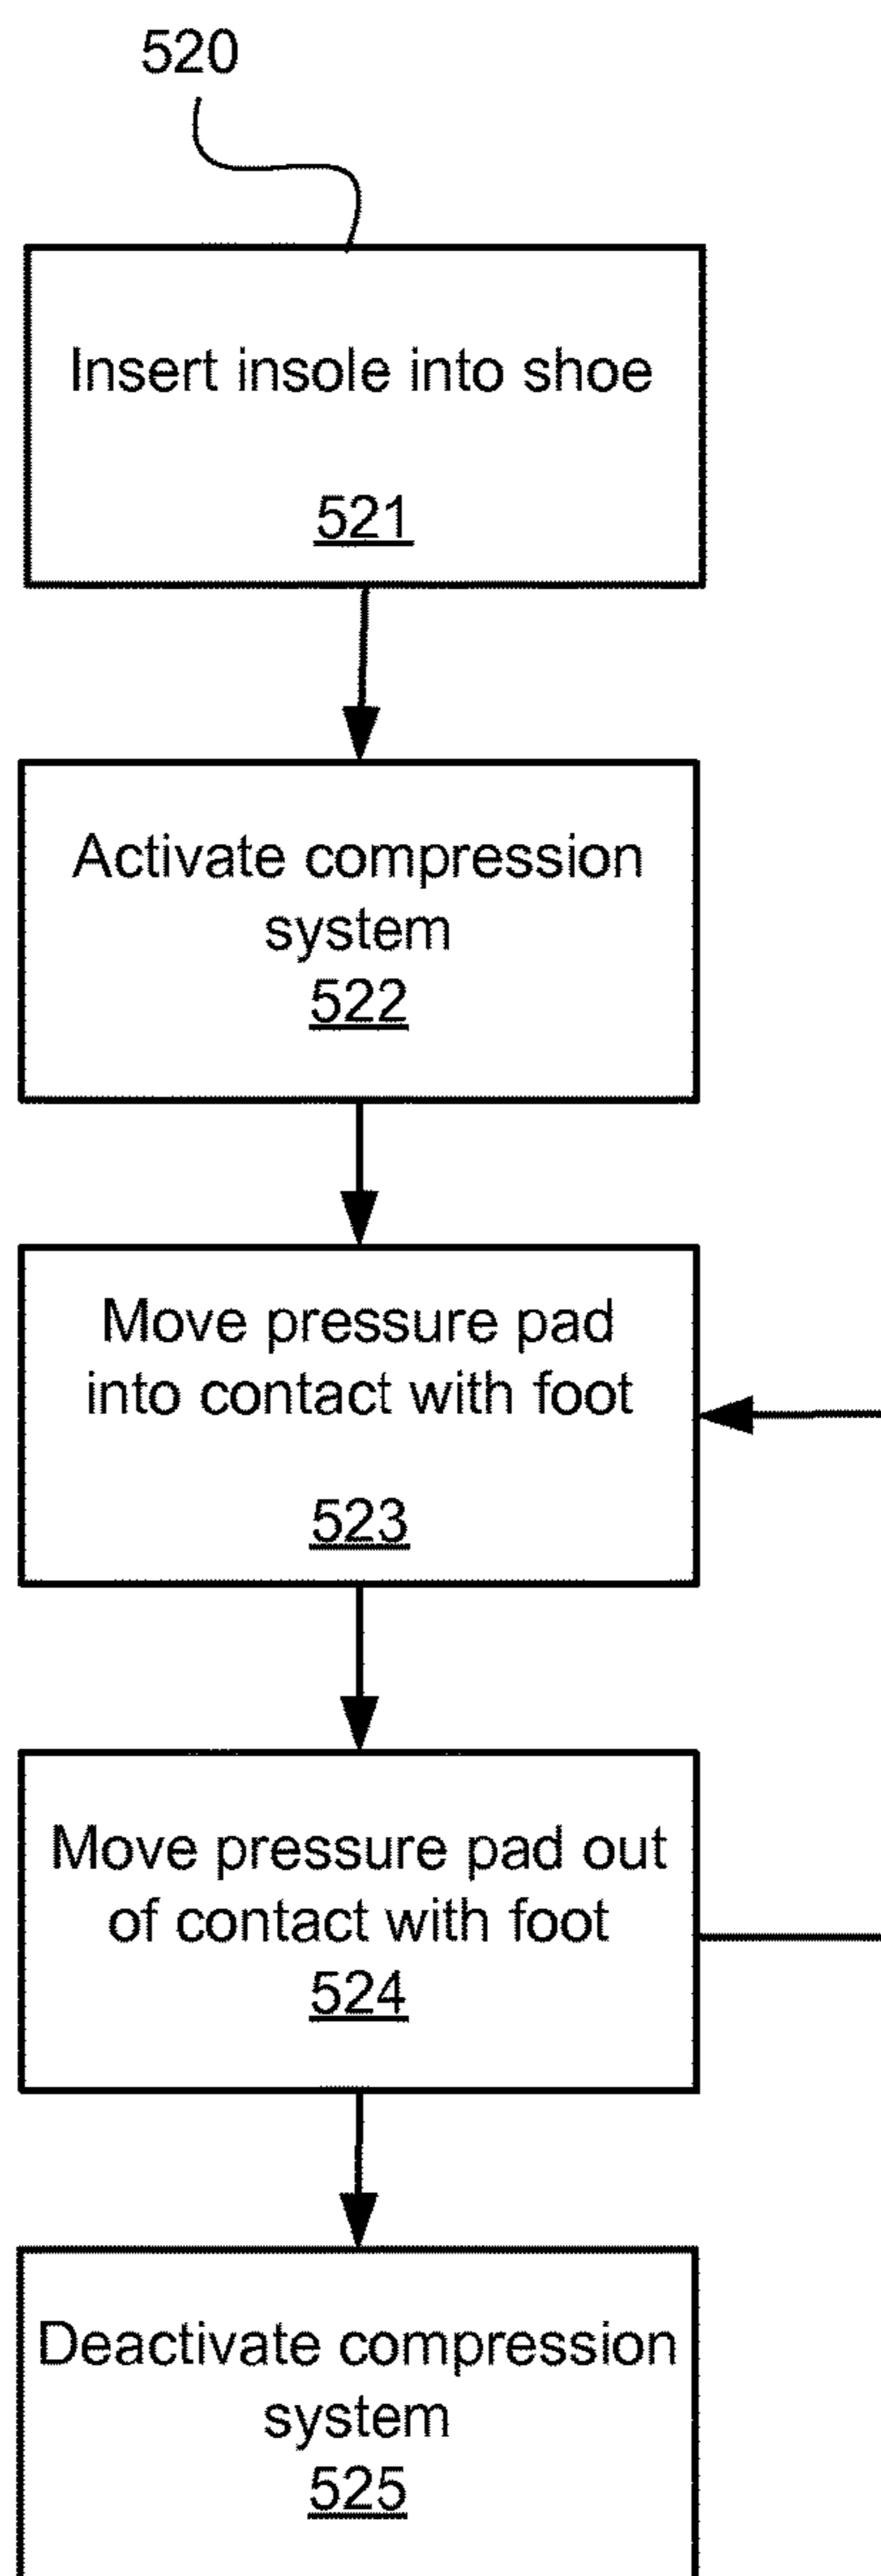 520
Insert insole into shoe
521
Activate compression
system
522
Move pressure pad
into contact with foot
523
Move pressure pad out
of contact with foot
524
Deactivate compression
system
525